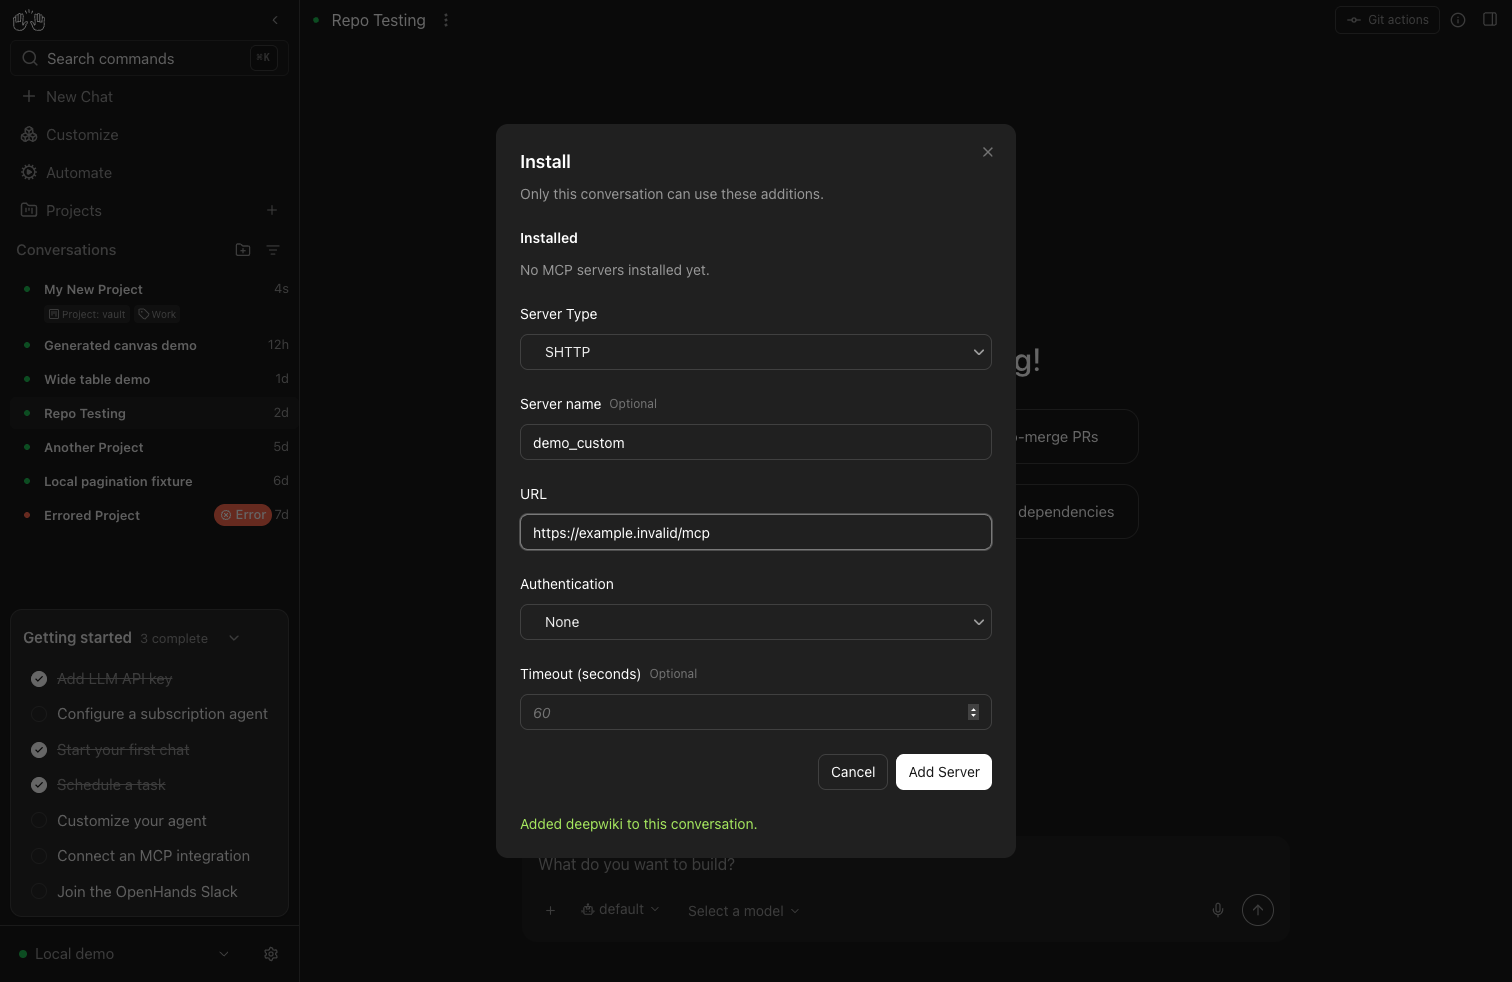 Search commands ⌘K
New Chat
Customize
Automate
Projects
Conversations
My New Project 4s
Project: vault Work
Generated canvas demo 12h
Wide table demo 1d
Repo Testing 2d
Another Project 5d
Local pagination fixture 6d
Errored Project Error 7d
Getting started 3 complete
Add LLM API key
Configure a subscription agent
Start your first chat
Schedule a task
Customize your agent
Connect an MCP integration
Join the OpenHands Slack
Local demo
Repo Testing
Git actions
g!
-merge PRs
dependencies
Install
Only this conversation can use these additions.
Installed
No MCP servers installed yet.
Server Type
SHTTP
Server name Optional
demo_custom
URL
https://example.invalid/mcp
Authentication
None
Timeout (seconds) Optional
60
Cancel Add Server
Added deepwiki to this conversation.
What do you want to build?
default Select a model